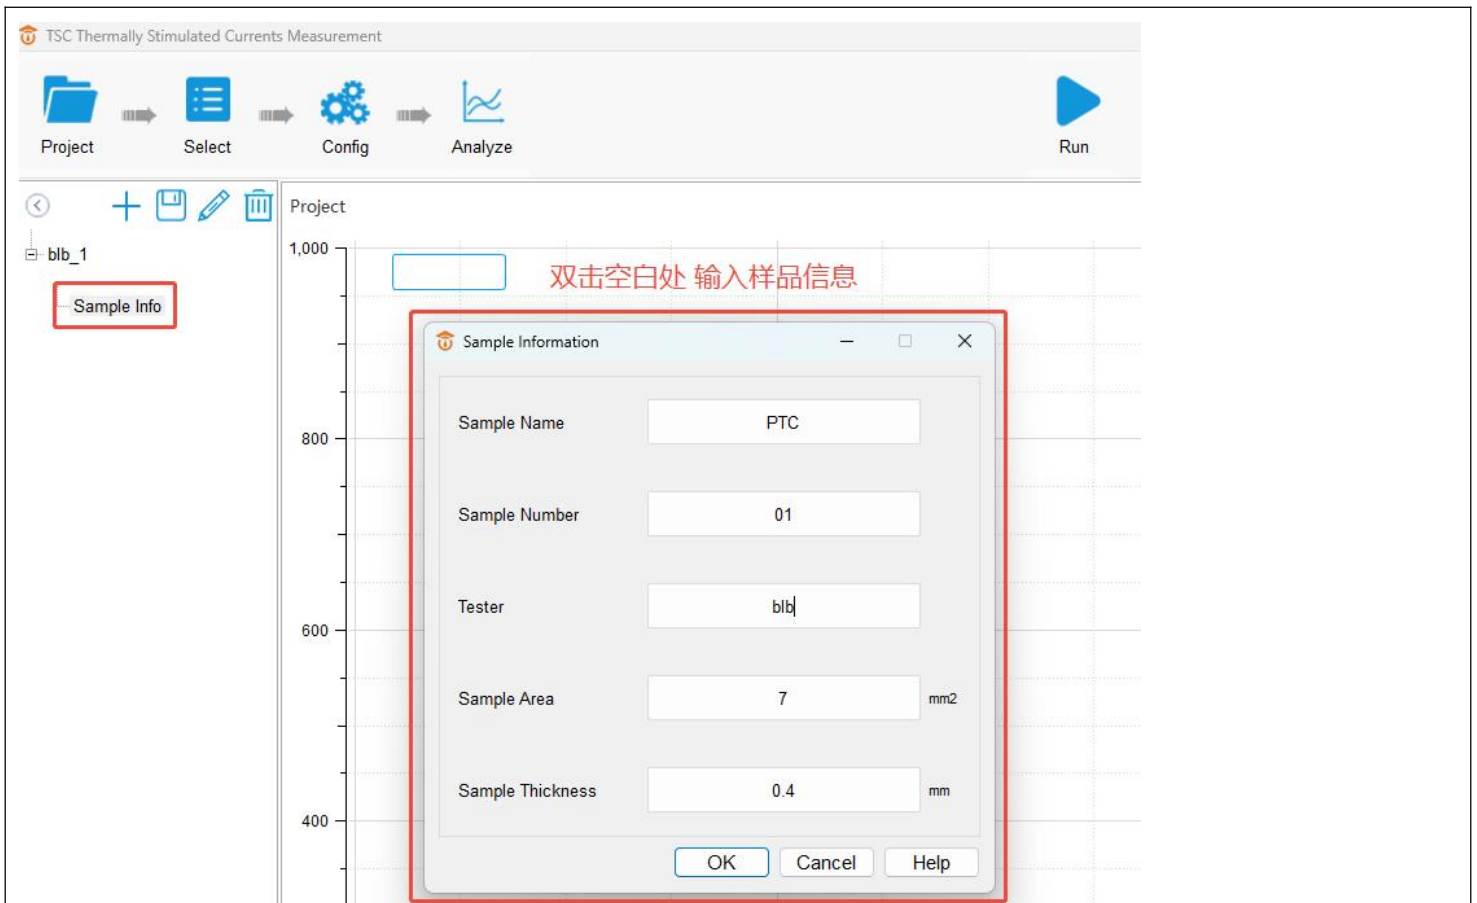 TSC Thermally Stimulated Currents Measurement
Project
Select
Config
Analyze
Run
Project
blb_1
Sample Info
1,000
800
600
400
双击空白处 输入样品信息
Sample Information
Sample Name PTC
Sample Number 01
Tester blb
Sample Area 7 mm2
Sample Thickness 0.4 mm
OK Cancel Help